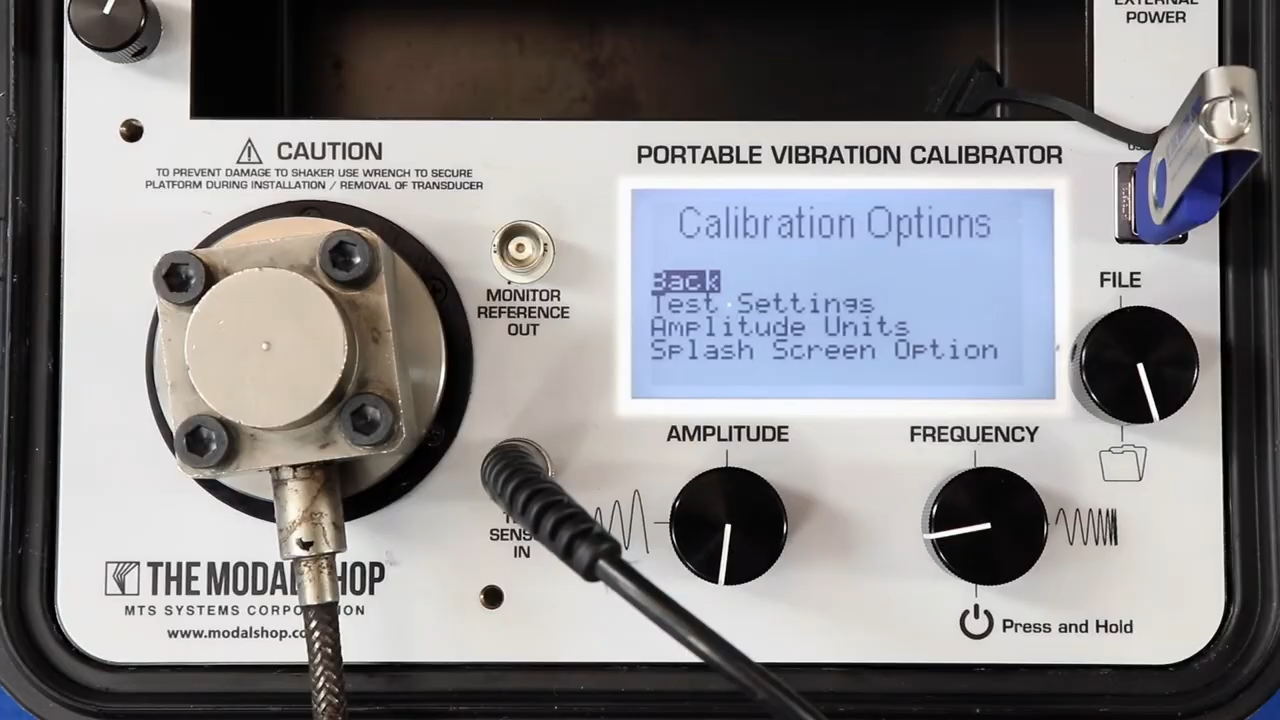 EXTERNAL
POWER
CAUTION
TO PREVENT DAMAGE TO SHAKER USE WRENCH TO SECURE
PLATFORM DURING INSTALLATION / REMOVAL OF TRANSDUCER
PORTABLE VIBRATION CALIBRATOR
Calibration Options
Back
Test Settings
Amplitude Units
Splash Screen Option
MONITOR
REFERENCE
OUT
FILE
AMPLITUDE
FREQUENCY
IN
THE MODAL SHOP
MTS SYSTEMS CORPORATION
www.modalshop.co
Press and Hold